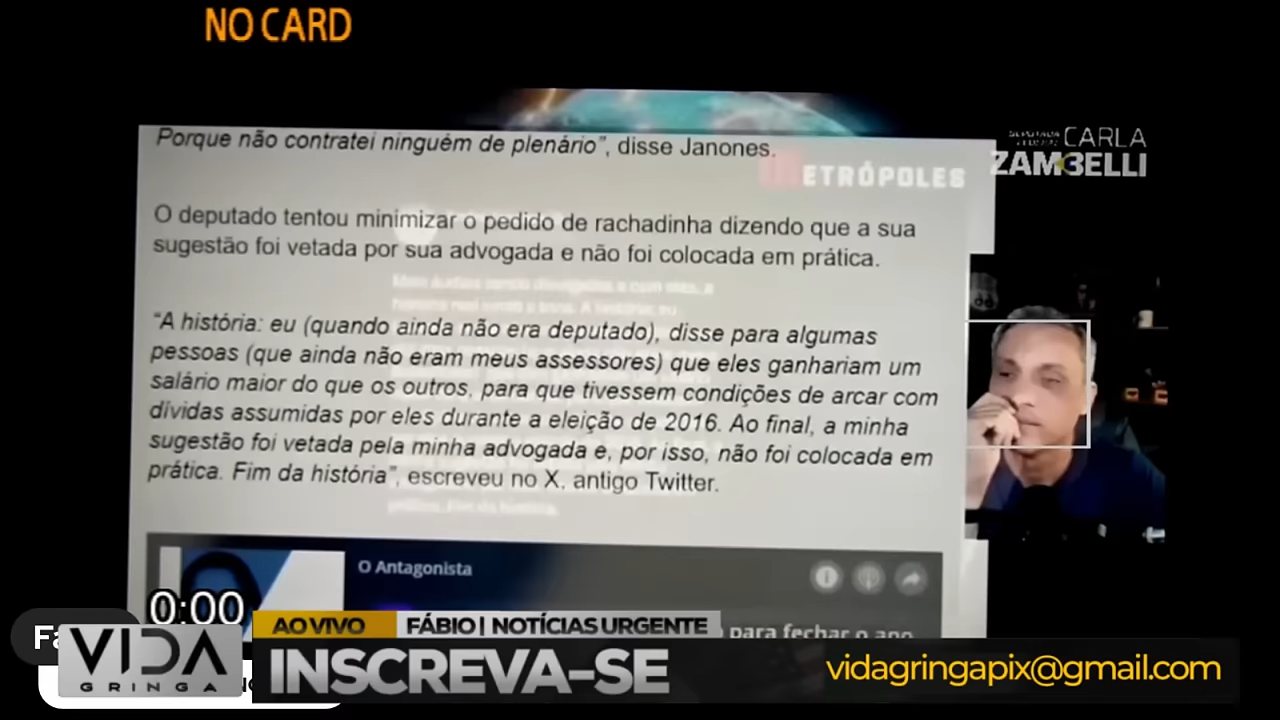 NO CARD
Porque não contratei ninguém de plenário”, disse Janones.
METRÓPOLES
CARLA
ZAMBELLI
O deputado tentou minimizar o pedido de rachadinha dizendo que a sua
sugestão foi vetada por sua advogada e não foi colocada em prática.
“A história: eu (quando ainda não era deputado), disse para algumas
pessoas (que ainda não eram meus assessores) que eles ganhariam um
salário maior do que os outros, para que tivessem condições de arcar com
dívidas assumidas por eles durante a eleição de 2016. Ao final, a minha
sugestão foi vetada pela minha advogada e, por isso, não foi colocada em
prática. Fim da história”, escreveu no X, antigo Twitter.
O Antagonista
para fechar o ano
0:00
AO VIVO
FÁBIO | NOTÍCIAS URGENTE
VIDA
GRINGA
INSCREVA-SE
vidagringapix@gmail.com